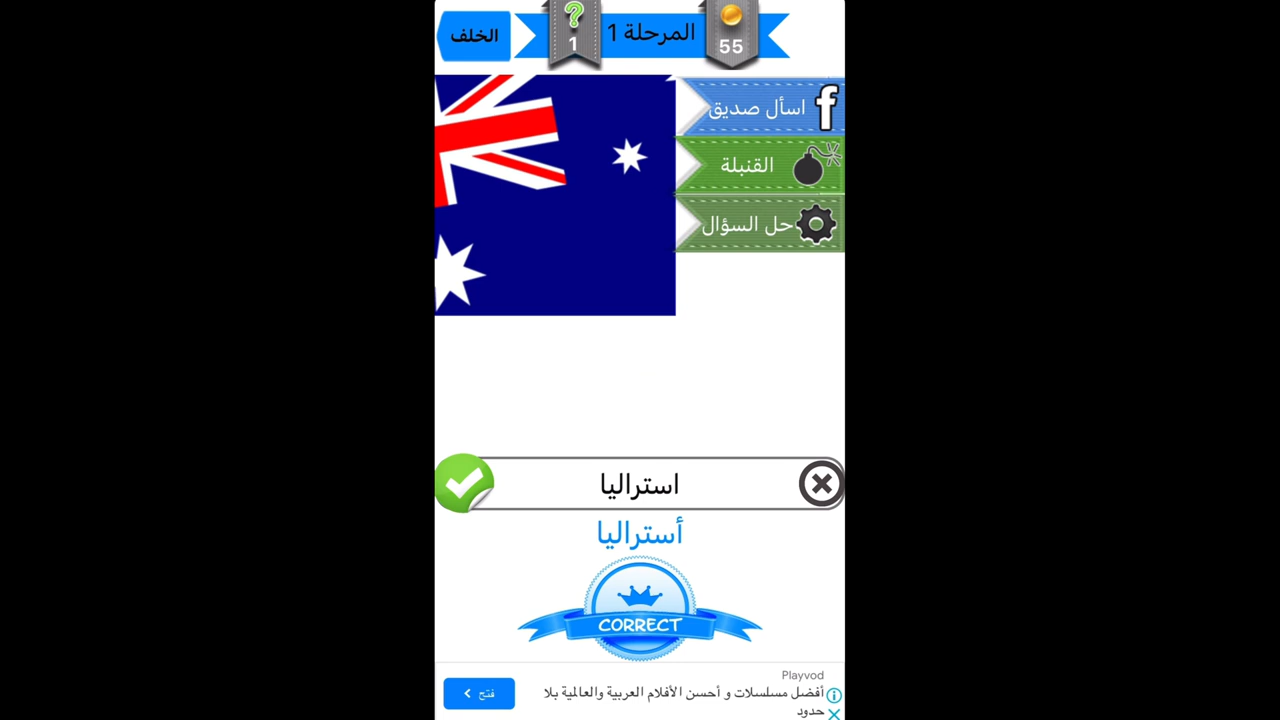 الخلف
1
المرحلة 1
55
اسأل صديق
القنبلة
حل السؤال
استراليا
أستراليا
CORRECT
Playvod
أفضل مسلسلات و أحسن الأفلام العربية والعالمية بلا
حدود
فتح